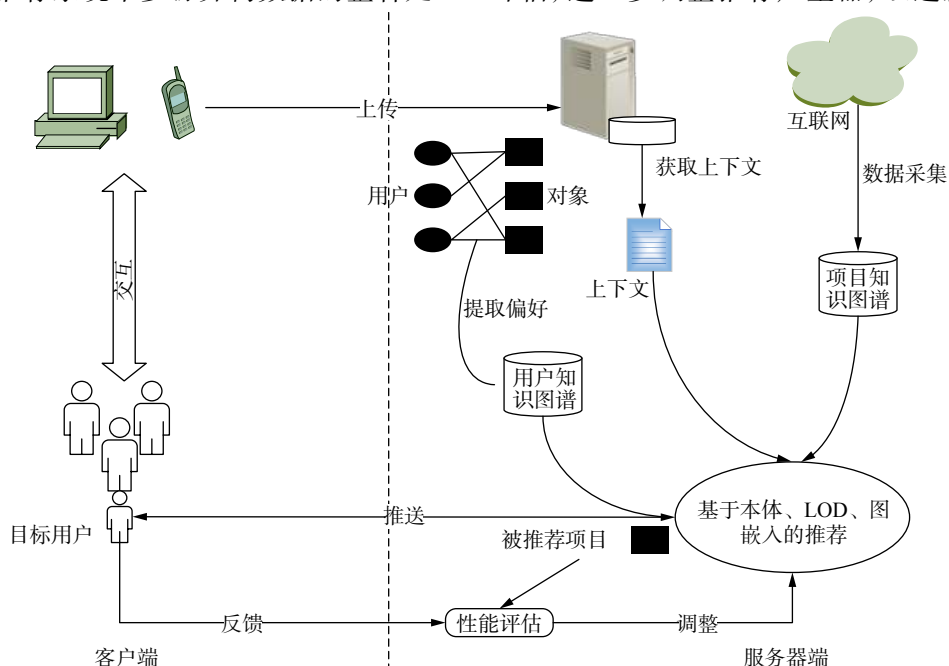 上传
互联网
获取上下文
数据采集
用户
对象
交互
上下文
项目知
识图谱
提取偏好
用户知
识图谱
目标用户
推送
基于本体、LOD、图
嵌入的推荐
被推荐项目
反馈
性能评估
调整
客户端
服务器端